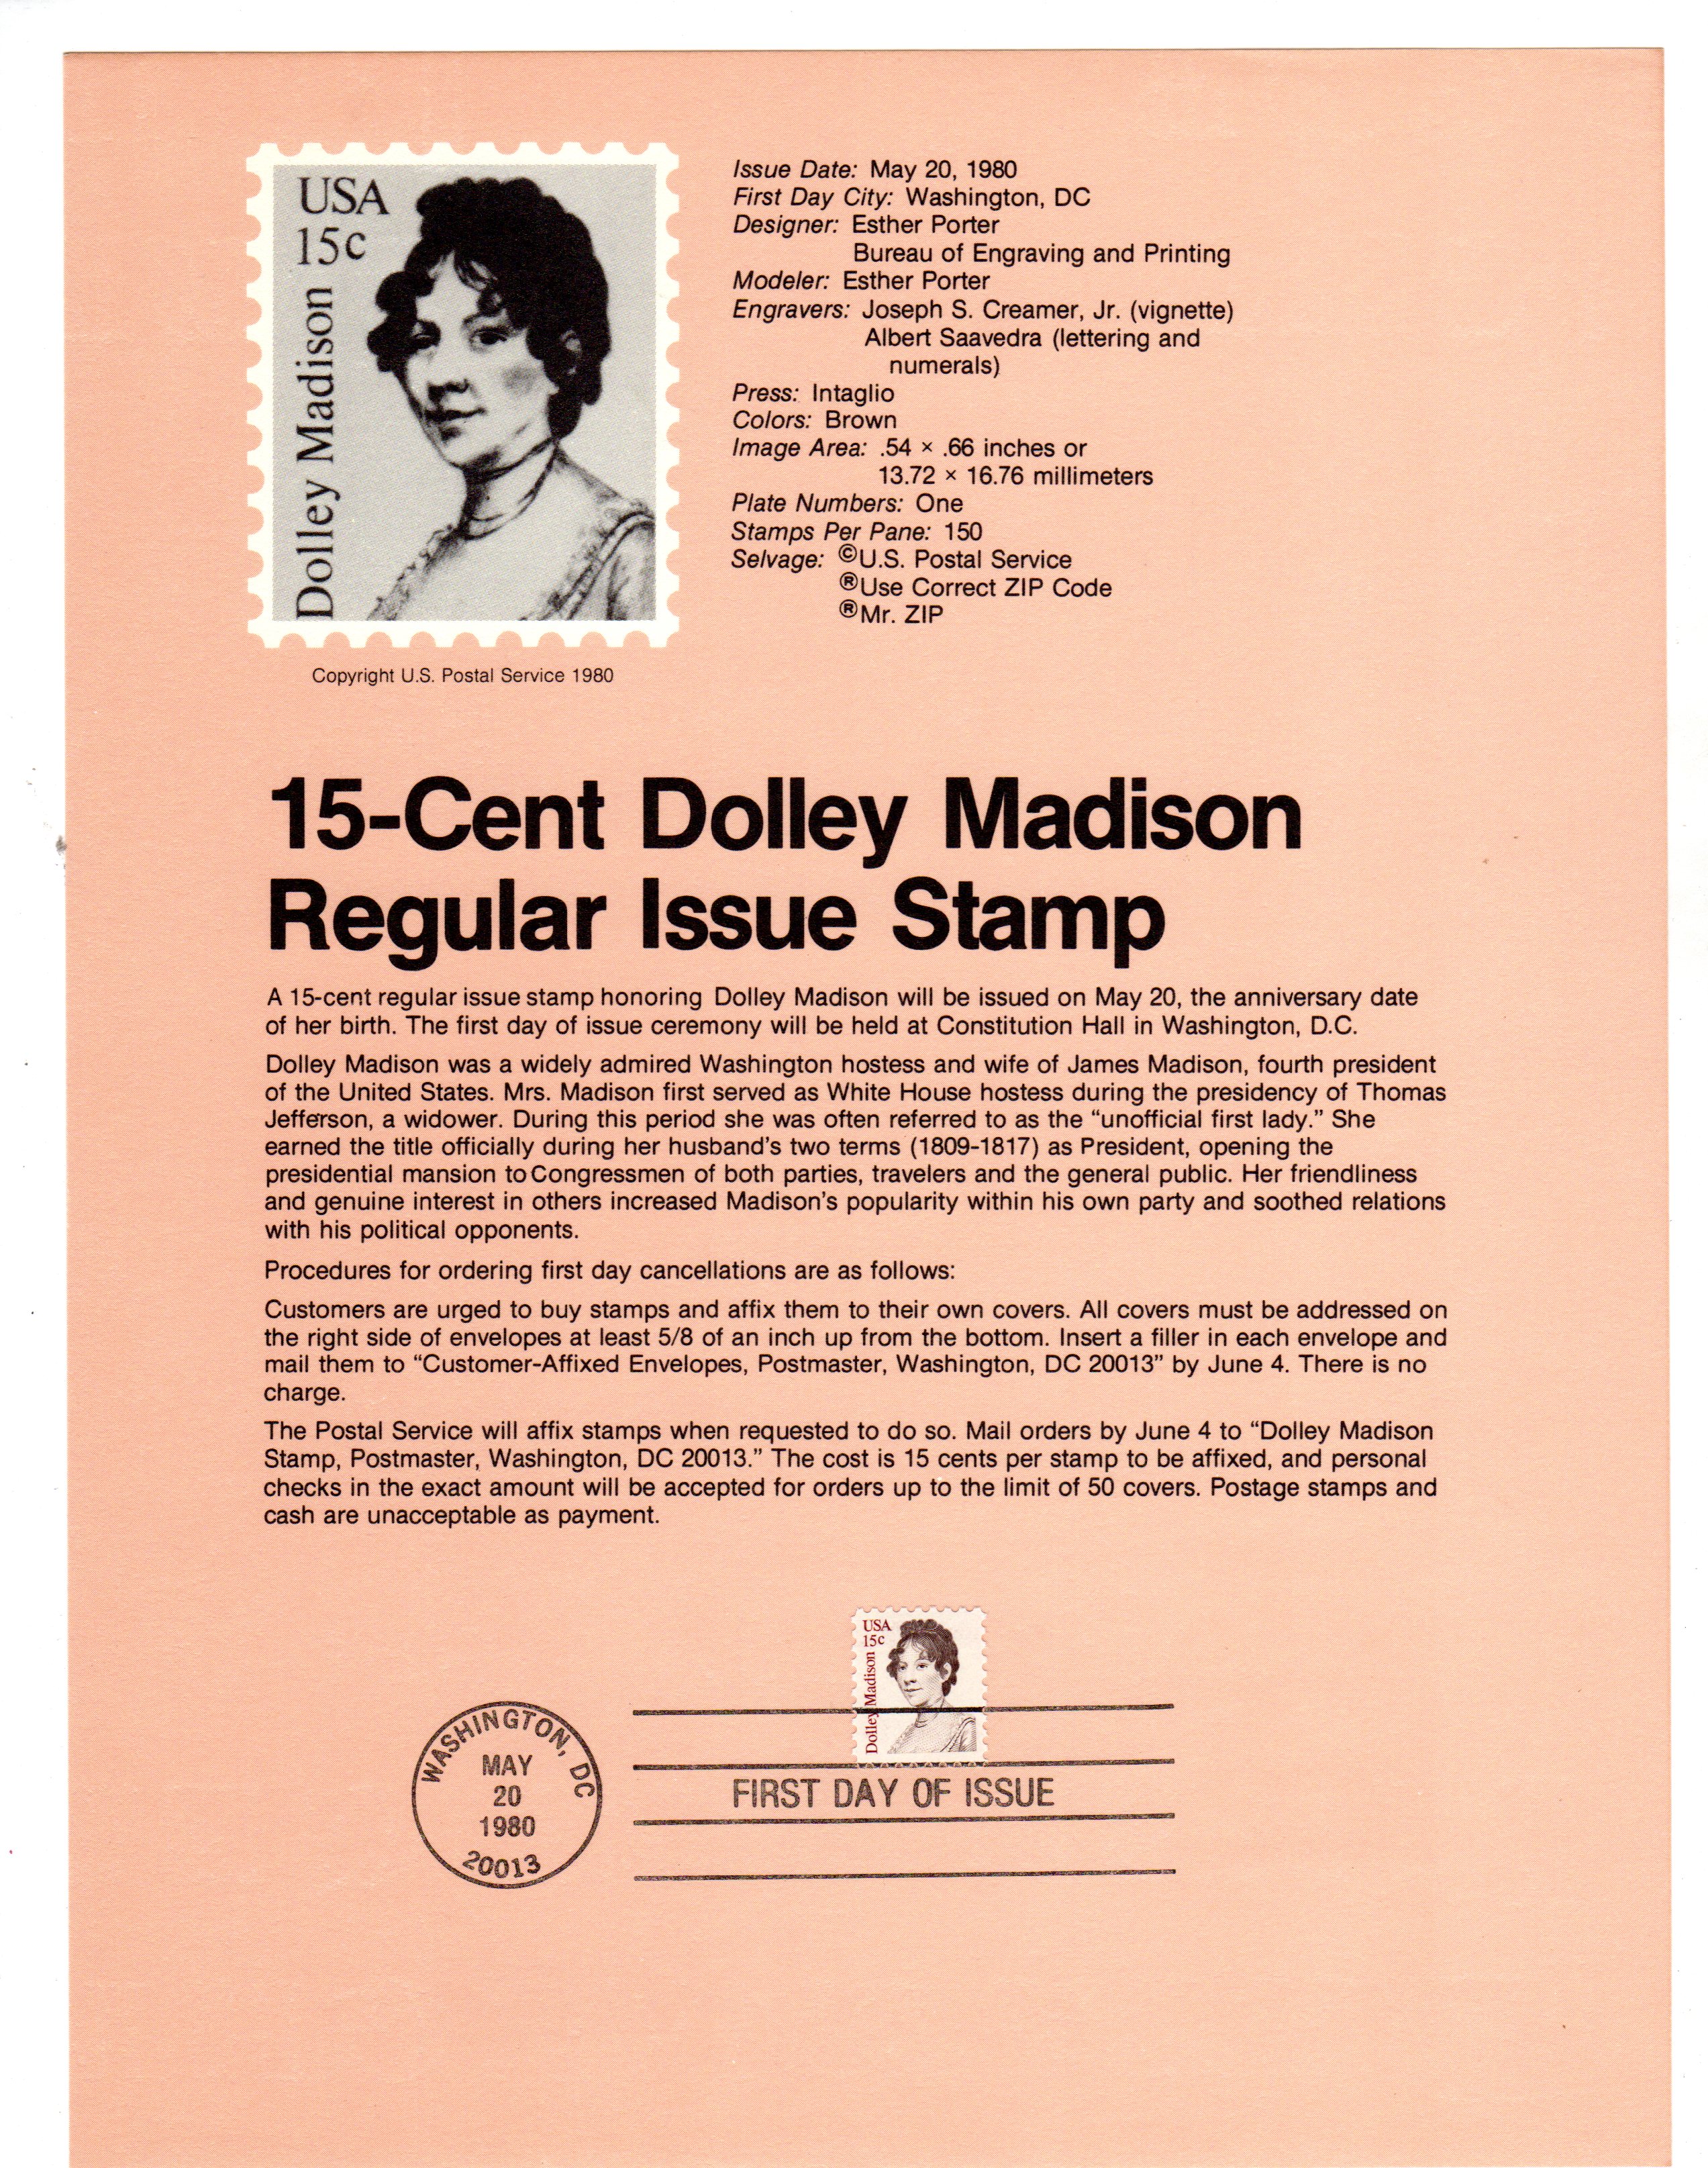 USA
15c
Dolley Madison
Copyright U.S. Postal Service 1980
Issue Date: May 20, 1980
First Day City: Washington, DC
Designer: Esther Porter
Bureau of Engraving and Printing
Modeler: Esther Porter
Engravers: Joseph S. Creamer, Jr. (vignette)
Albert Saavedra (lettering and
numerals)
Press: Intaglio
Colors: Brown
Image Area: .54 × .66 inches or
13.72 × 16.76 millimeters
Plate Numbers: One
Stamps Per Pane: 150
Selvage: ©U.S. Postal Service
®Use Correct ZIP Code
®Mr. ZIP
15-Cent Dolley Madison
Regular Issue Stamp
A 15-cent regular issue stamp honoring Dolley Madison will be issued on May 20, the anniversary date
of her birth. The first day of issue ceremony will be held at Constitution Hall in Washington, D.C.
Dolley Madison was a widely admired Washington hostess and wife of James Madison, fourth president
of the United States. Mrs. Madison first served as White House hostess during the presidency of Thomas
Jefferson, a widower. During this period she was often referred to as the “unofficial first lady.” She
earned the title officially during her husband’s two terms (1809-1817) as President, opening the
presidential mansion to Congressmen of both parties, travelers and the general public. Her friendliness
and genuine interest in others increased Madison’s popularity within his own party and soothed relations
with his political opponents.
Procedures for ordering first day cancellations are as follows:
Customers are urged to buy stamps and affix them to their own covers. All covers must be addressed on
the right side of envelopes at least 5/8 of an inch up from the bottom. Insert a filler in each envelope and
mail them to “Customer-Affixed Envelopes, Postmaster, Washington, DC 20013” by June 4. There is no
charge.
The Postal Service will affix stamps when requested to do so. Mail orders by June 4 to “Dolley Madison
Stamp, Postmaster, Washington, DC 20013.” The cost is 15 cents per stamp to be affixed, and personal
checks in the exact amount will be accepted for orders up to the limit of 50 covers. Postage stamps and
cash are unacceptable as payment.
USA
15c
Dolley Madison
WASHINGTON, DC
MAY
20
1980
20013
FIRST DAY OF ISSUE